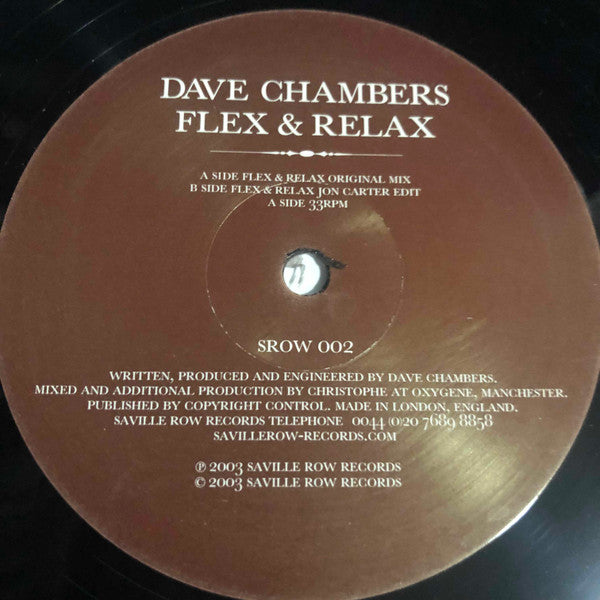 DAVE CHAMBERS
FLEX & RELAX
A SIDE FLEX & RELAX ORIGINAL MIX
B SIDE FLEX & RELAX JON CARTER EDIT
A SIDE 33RPM
SROW 002
WRITTEN, PRODUCED AND ENGINEERED BY DAVE CHAMBERS.
MIXED AND ADDITIONAL PRODUCTION BY CHRISTOPHE AT OXYGENE, MANCHESTER.
PUBLISHED BY COPYRIGHT CONTROL. MADE IN LONDON, ENGLAND.
SAVILLE ROW RECORDS TELEPHONE 0044 (0)20 7689 8858
SAVILLEROW-RECORDS.COM
℗ 2003 SAVILLE ROW RECORDS
© 2003 SAVILLE ROW RECORDS